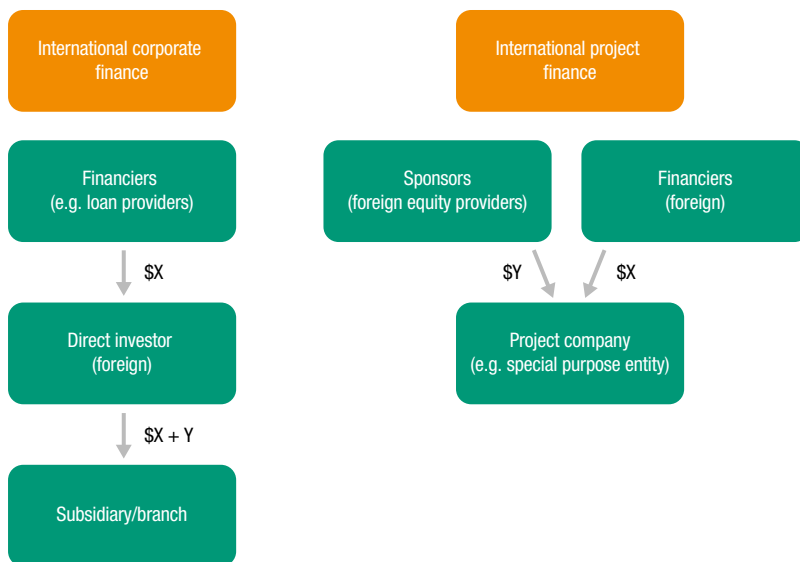 International corporate
finance
International project
finance
Financiers
(e.g. loan providers)
Sponsors
(foreign equity providers)
Financiers
(foreign)
$X
$Y
$X
Direct investor
(foreign)
Project company
(e.g. special purpose entity)
$X + Y
Subsidiary/branch